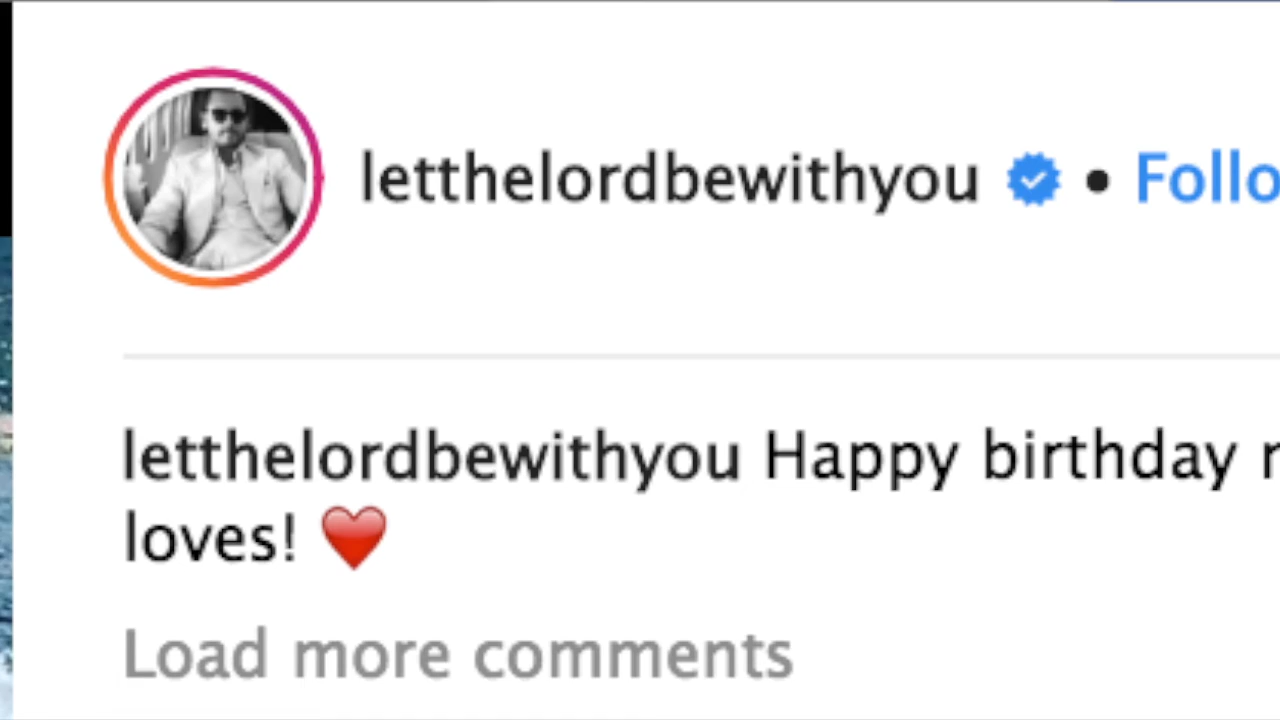 letthelordbewithyou • Follo
letthelordbewithyou Happy birthday
loves! ❤️
Load more comments